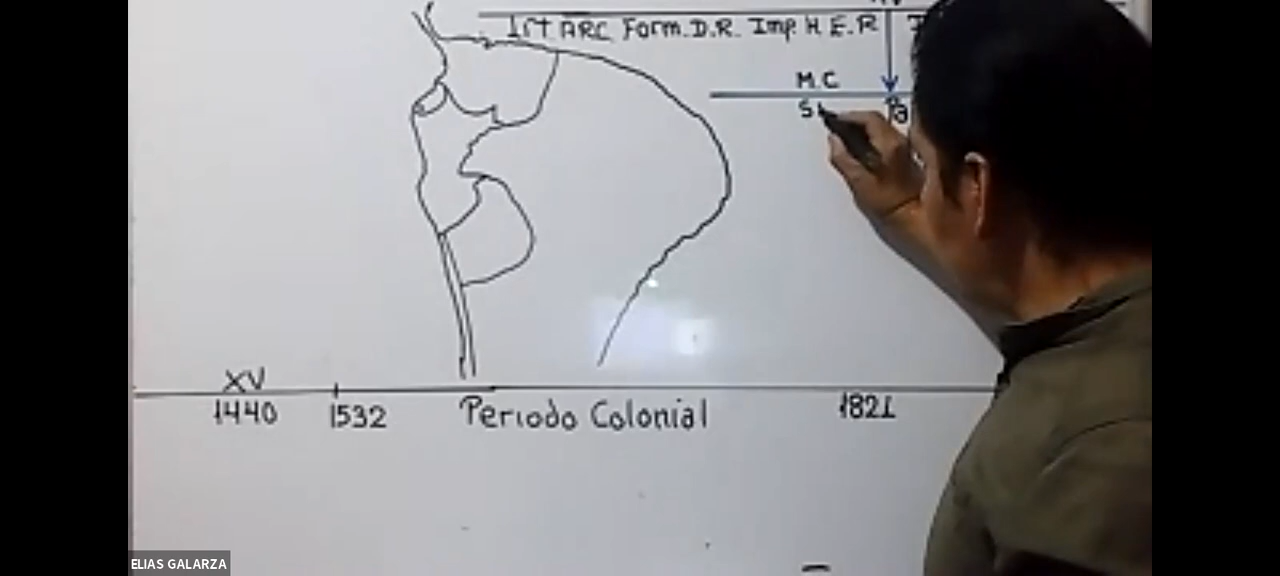 1st ARC Form. D.R. Imp. H E.R
M.C
XV
1440 1532 Periodo Colonial 1821
ELIAS GALARZA